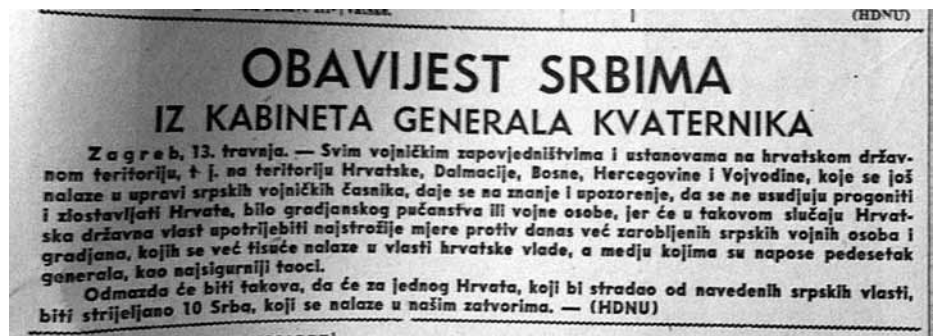 (HDNU)
OBAVIJEST SRBIMA
IZ KABINETA GENERALA KVATERNIKA
Zagreb, 13. travnja. — Svim vojničkim zapovjedništvima i ustanovama na hrvatskom držav-
nom teritoriju, t j. na teritoriju Hrvatske, Dalmacije, Bosne, Hercegovine i Vojvodine, koje se još
nalaze u upravi srpskih vojničkih časnika, daje se na znanje i upozorenje, da se ne usudjuju progoniti
i zlostavljati Hrvate, bilo gradjanskog pučanstva ili vojne osobe, jer će u takovom slučaju Hrvat-
ska državna vlast upotrijebiti najstrožije mjere protiv danas već zarobljenih srpskih vojnih osoba i
gradjana, kojih se već tisuće nalaze u vlasti hrvatske vlade, a medju kojima su napose pedesetak
generala, kao najsigurniji taoci.
Odmazda će biti takova, da će za jednog Hrvata, koji bi stradao od navedenih srpskih vlasti,
biti strijeljano 10 Srba, koji se nalaze u našim zatvorima. — (HDNU)